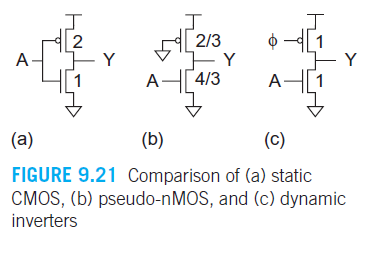 2 2/3 ϕ 1
A Y Y Y
1 A 4/3 A 1
(a) (b) (c)
FIGURE 9.21 Comparison of (a) static
CMOS, (b) pseudo-nMOS, and (c) dynamic
inverters